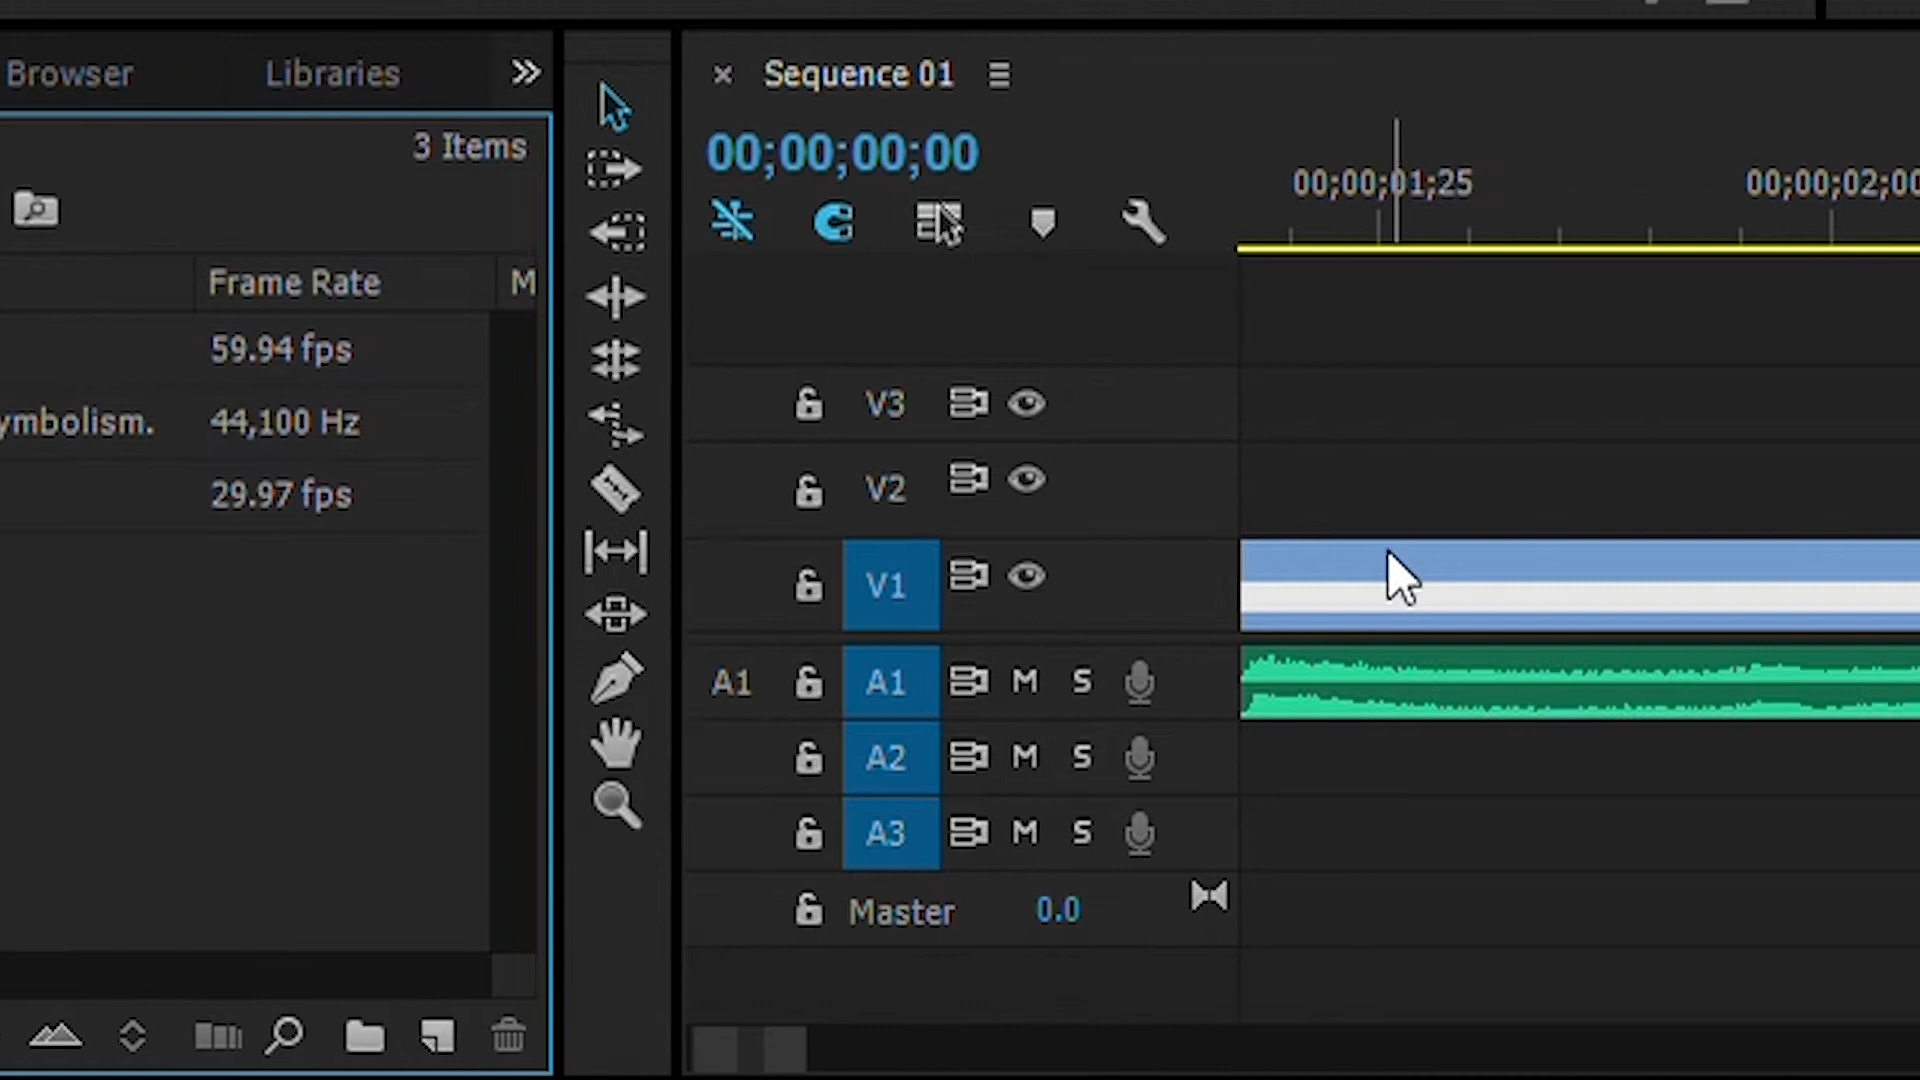 Browser Libraries
3 Items
Frame Rate M
59.94 fps
ymbolism. 44,100 Hz
29.97 fps
Sequence 01
00;00;00;00
00;00;01;25 00;00;02;00
V3
V2
V1
A1 A1 M S
A2 M S
A3 M S
Master 0.0